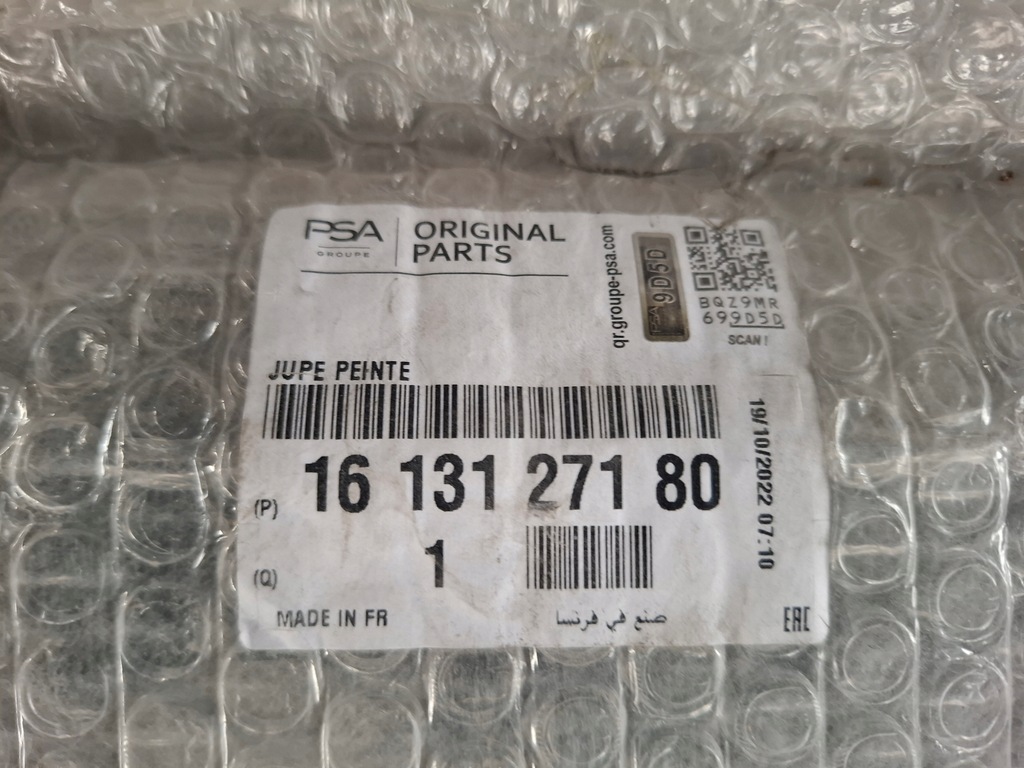 PSA
GROUPE
ORIGINAL
PARTS
qr.groupe-psa.com
PSA 9D5D
BQZ9MR
699D5D
SCAN!
JUPE PEINTE
(P) 16 131 271 80
19/10/2022 07:10
(Q) 1
MADE IN FR
صنع في فرنسا
EAC